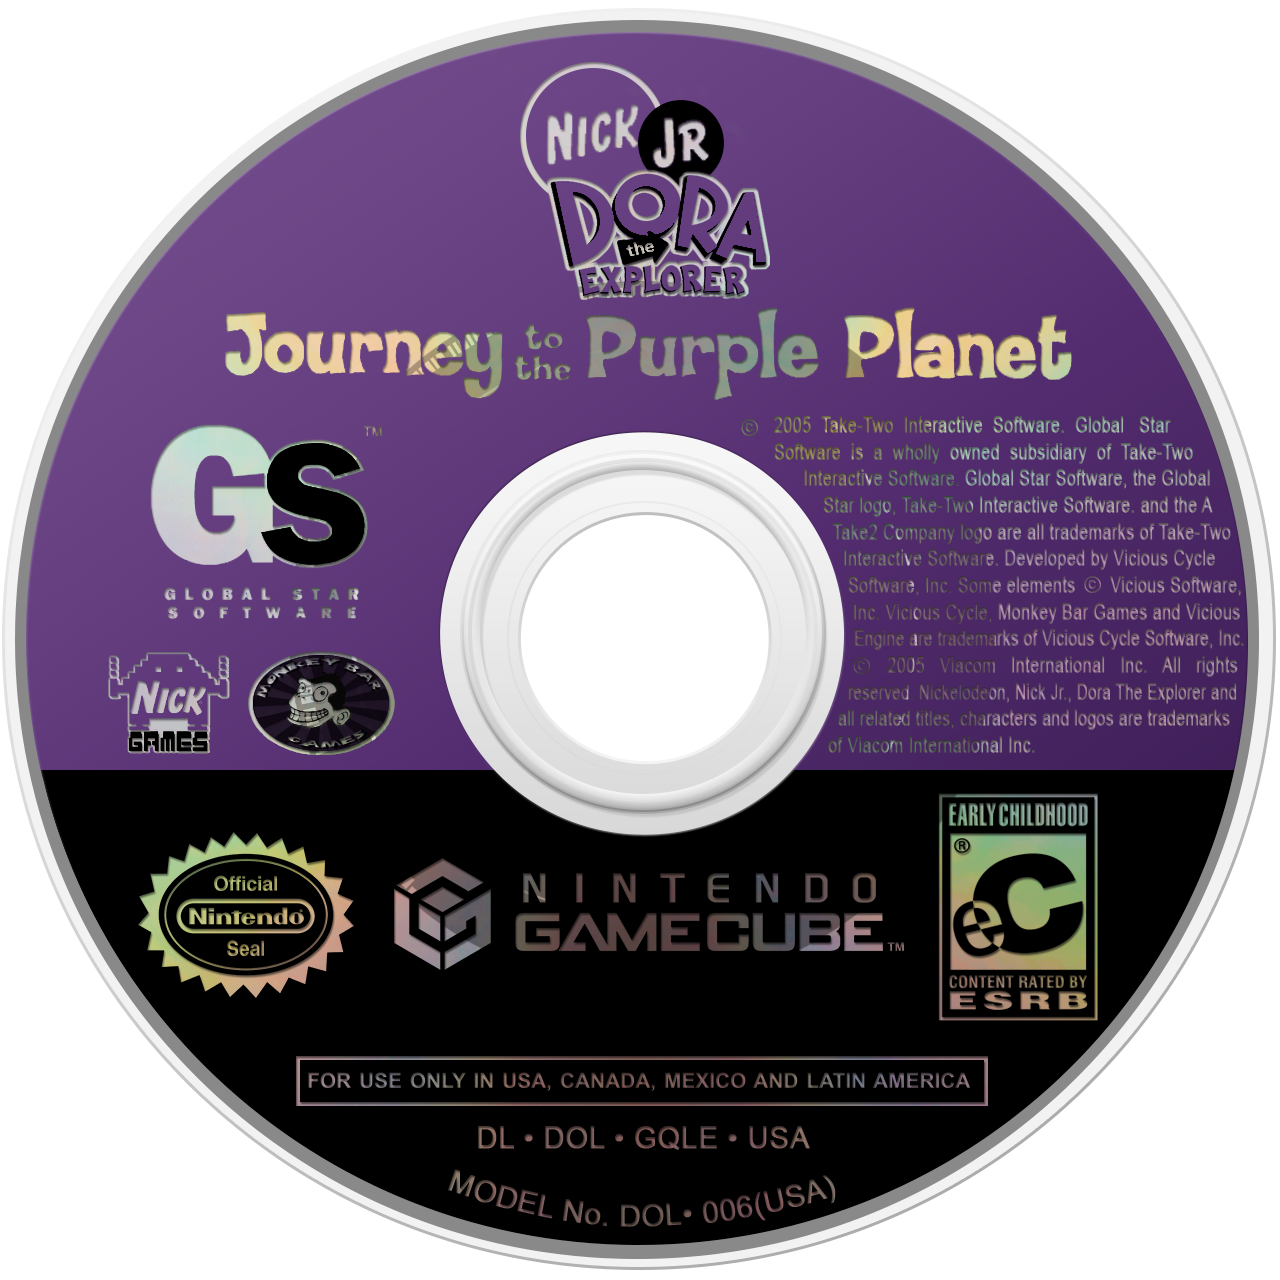 NICK JR
DORA
the
EXPLORER
Journey to the Purple Planet
GS™
GLOBAL STAR
SOFTWARE
NICK
GAMES
MONKEY BAR
GAMES
© 2005 Take-Two Interactive Software. Global Star
Software is a wholly owned subsidiary of Take-Two
Interactive Software. Global Star Software, the Global
Star logo, Take-Two Interactive Software. and the A
Take2 Company logo are all trademarks of Take-Two
Interactive Software. Developed by Vicious Cycle
Software, Inc. Some elements © Vicious Software,
Inc. Vicious Cycle, Monkey Bar Games and Vicious
Engine are trademarks of Vicious Cycle Software, Inc.
© 2005 Viacom International Inc. All rights
reserved. Nickelodeon, Nick Jr., Dora The Explorer and
all related titles, characters and logos are trademarks
of Viacom International Inc.
Official
Nintendo®
Seal
NINTENDO
GAMECUBE™
EARLY CHILDHOOD
®
eC
CONTENT RATED BY
ESRB
FOR USE ONLY IN USA, CANADA, MEXICO AND LATIN AMERICA
DL • DOL • GQLE • USA
MODEL No. DOL• 006(USA)